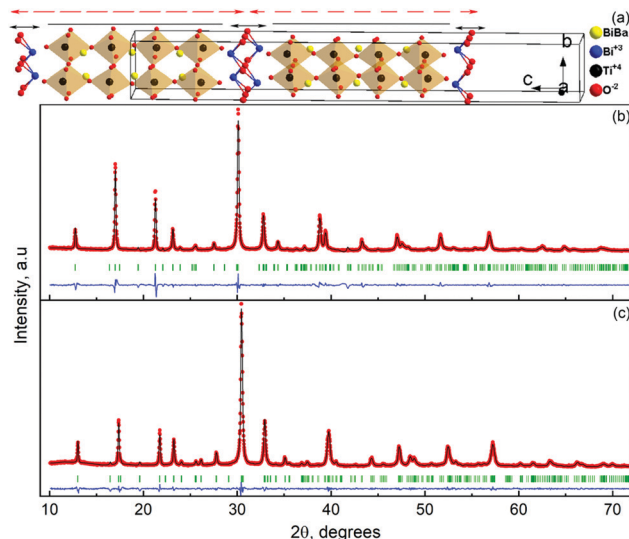 (a)
BiBa
Bi+3
Ti+4
O-2
b
c
a
(b)
(c)
Intensity, a.u
10 20 30 40 50 60 70
2θ, degrees